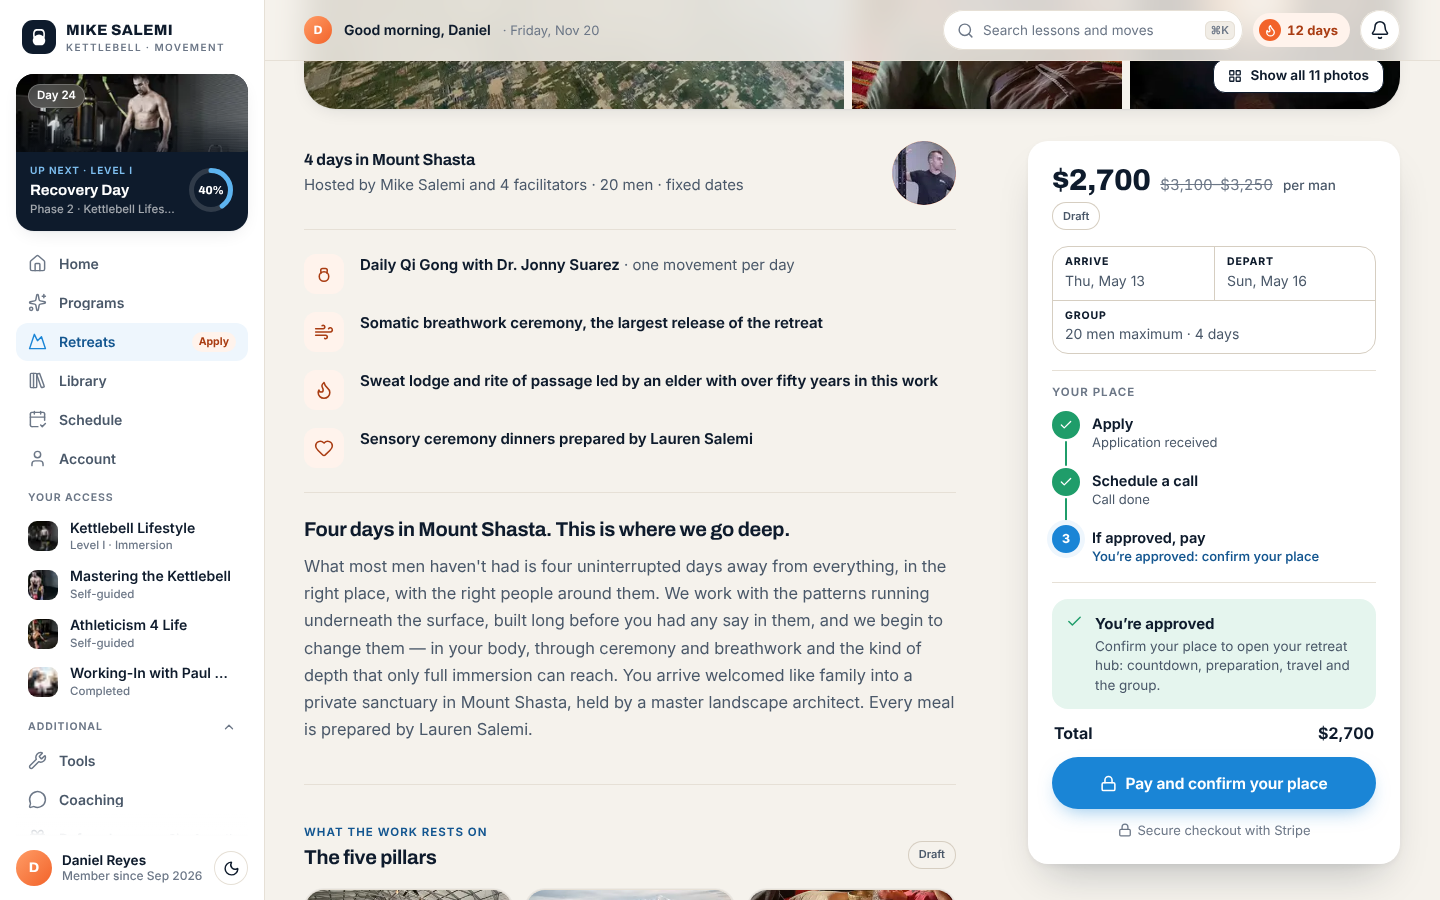 MIKE SALEMI
KETTLEBELL · MOVEMENT
Day 24
UP NEXT · LEVEL I
Recovery Day
Phase 2 · Kettlebell Lifes...
40%
Home
Programs
Retreats
Apply
Library
Schedule
Account
YOUR ACCESS
Kettlebell Lifestyle
Level I · Immersion
Mastering the Kettlebell
Self-guided
Athleticism 4 Life
Self-guided
Working-In with Paul ...
Completed
ADDITIONAL
Tools
Coaching
D
Daniel Reyes
Member since Sep 2026
D
Good morning, Daniel · Friday, Nov 20
Search lessons and moves
⌘K
12 days
Show all 11 photos
4 days in Mount Shasta
Hosted by Mike Salemi and 4 facilitators · 20 men · fixed dates
Daily Qi Gong with Dr. Jonny Suarez · one movement per day
Somatic breathwork ceremony, the largest release of the retreat
Sweat lodge and rite of passage led by an elder with over fifty years in this work
Sensory ceremony dinners prepared by Lauren Salemi
Four days in Mount Shasta. This is where we go deep.
What most men haven't had is four uninterrupted days away from everything, in the
right place, with the right people around them. We work with the patterns running
underneath the surface, built long before you had any say in them, and we begin to
change them — in your body, through ceremony and breathwork and the kind of
depth that only full immersion can reach. You arrive welcomed like family into a
private sanctuary in Mount Shasta, held by a master landscape architect. Every meal
is prepared by Lauren Salemi.
WHAT THE WORK RESTS ON
The five pillars
Draft
$2,700 $3,100–$3,250 per man
Draft
ARRIVE
Thu, May 13
DEPART
Sun, May 16
GROUP
20 men maximum · 4 days
YOUR PLACE
Apply
Application received
Schedule a call
Call done
3
If approved, pay
You're approved: confirm your place
You're approved
Confirm your place to open your retreat
hub: countdown, preparation, travel and
the group.
Total $2,700
Pay and confirm your place
Secure checkout with Stripe